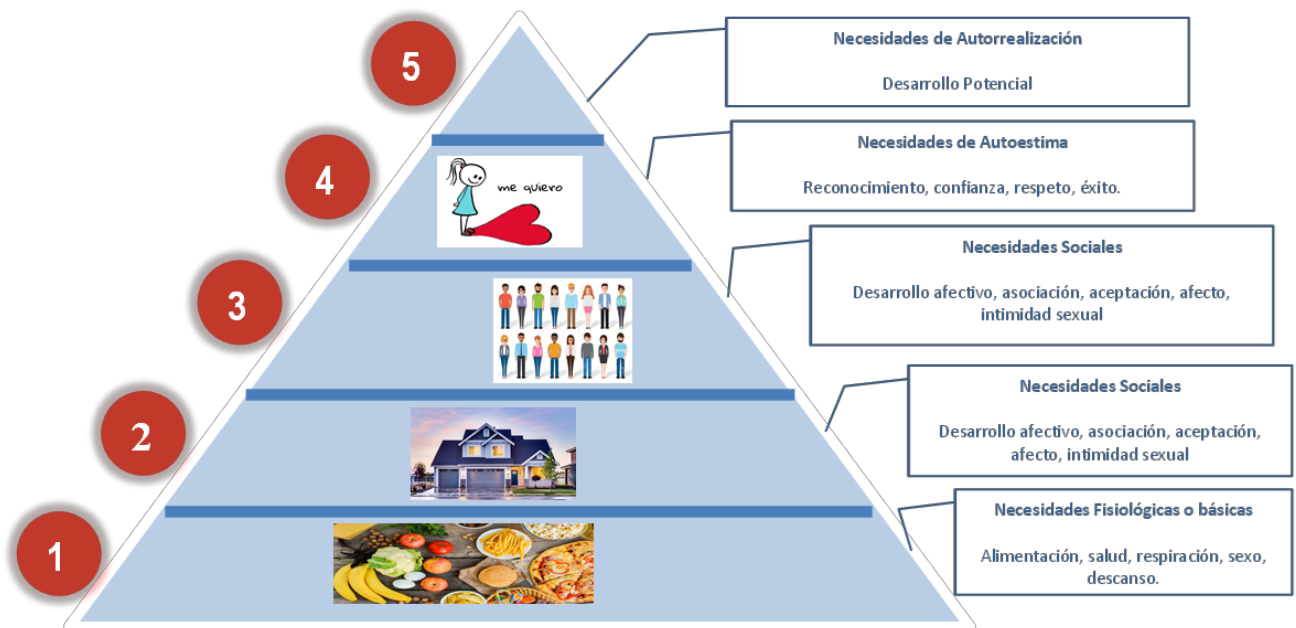 5
Necesidades de Autorrealización
Desarrollo Potencial
4
me quiero
Necesidades de Autoestima
Reconocimiento, confianza, respeto, éxito.
3
Necesidades Sociales
Desarrollo afectivo, asociación, aceptación, afecto,
intimidad sexual
2
Necesidades Sociales
Desarrollo afectivo, asociación, aceptación,
afecto, intimidad sexual
1
Necesidades Fisiológicas o básicas
Alimentación, salud, respiración, sexo,
descanso.